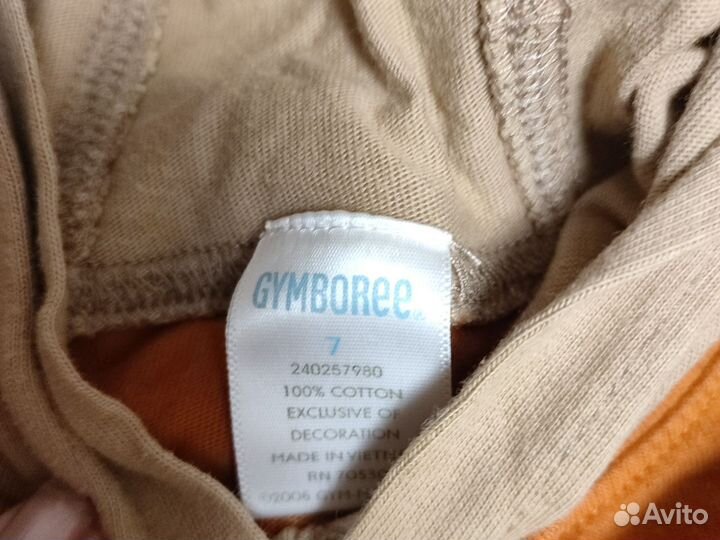 GYMBOREE
7
240257980
100% COTTON
EXCLUSIVE OF
DECORATION
MADE IN
RN
©2006
Avito